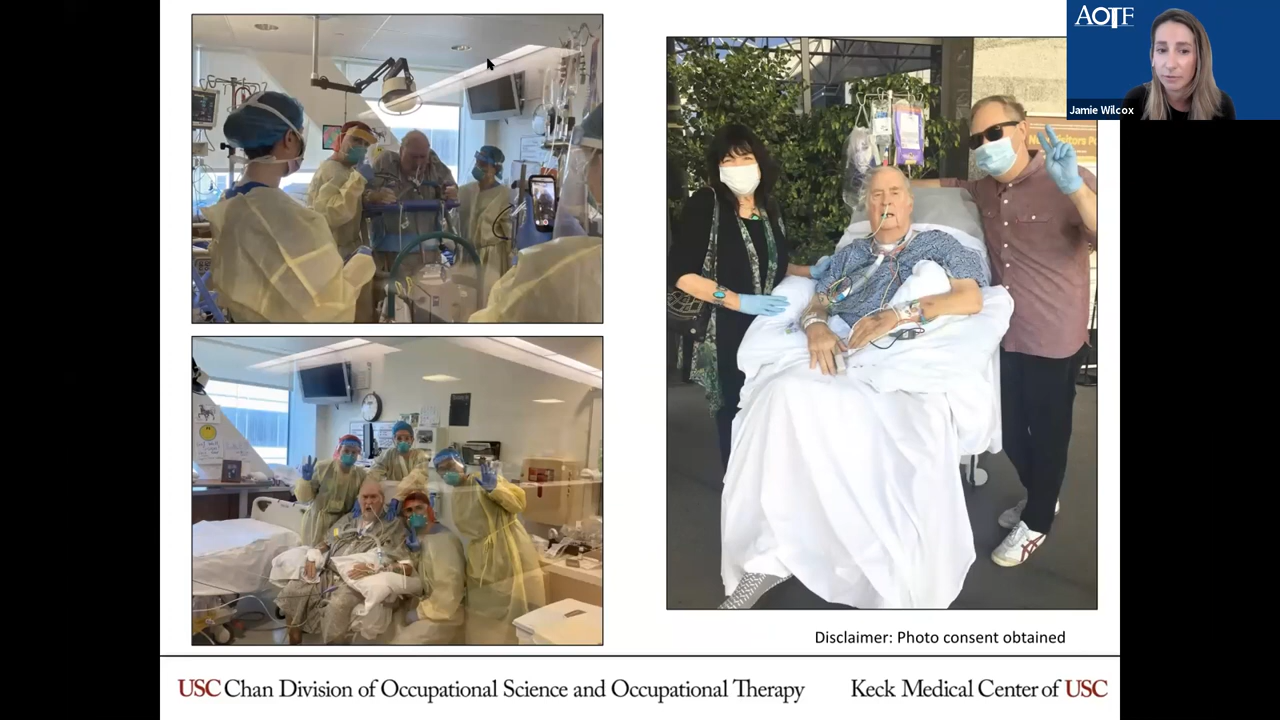 AOTF
Jamie Wilcox
Disclaimer: Photo consent obtained
USC Chan Division of Occupational Science and Occupational Therapy
Keck Medical Center of USC